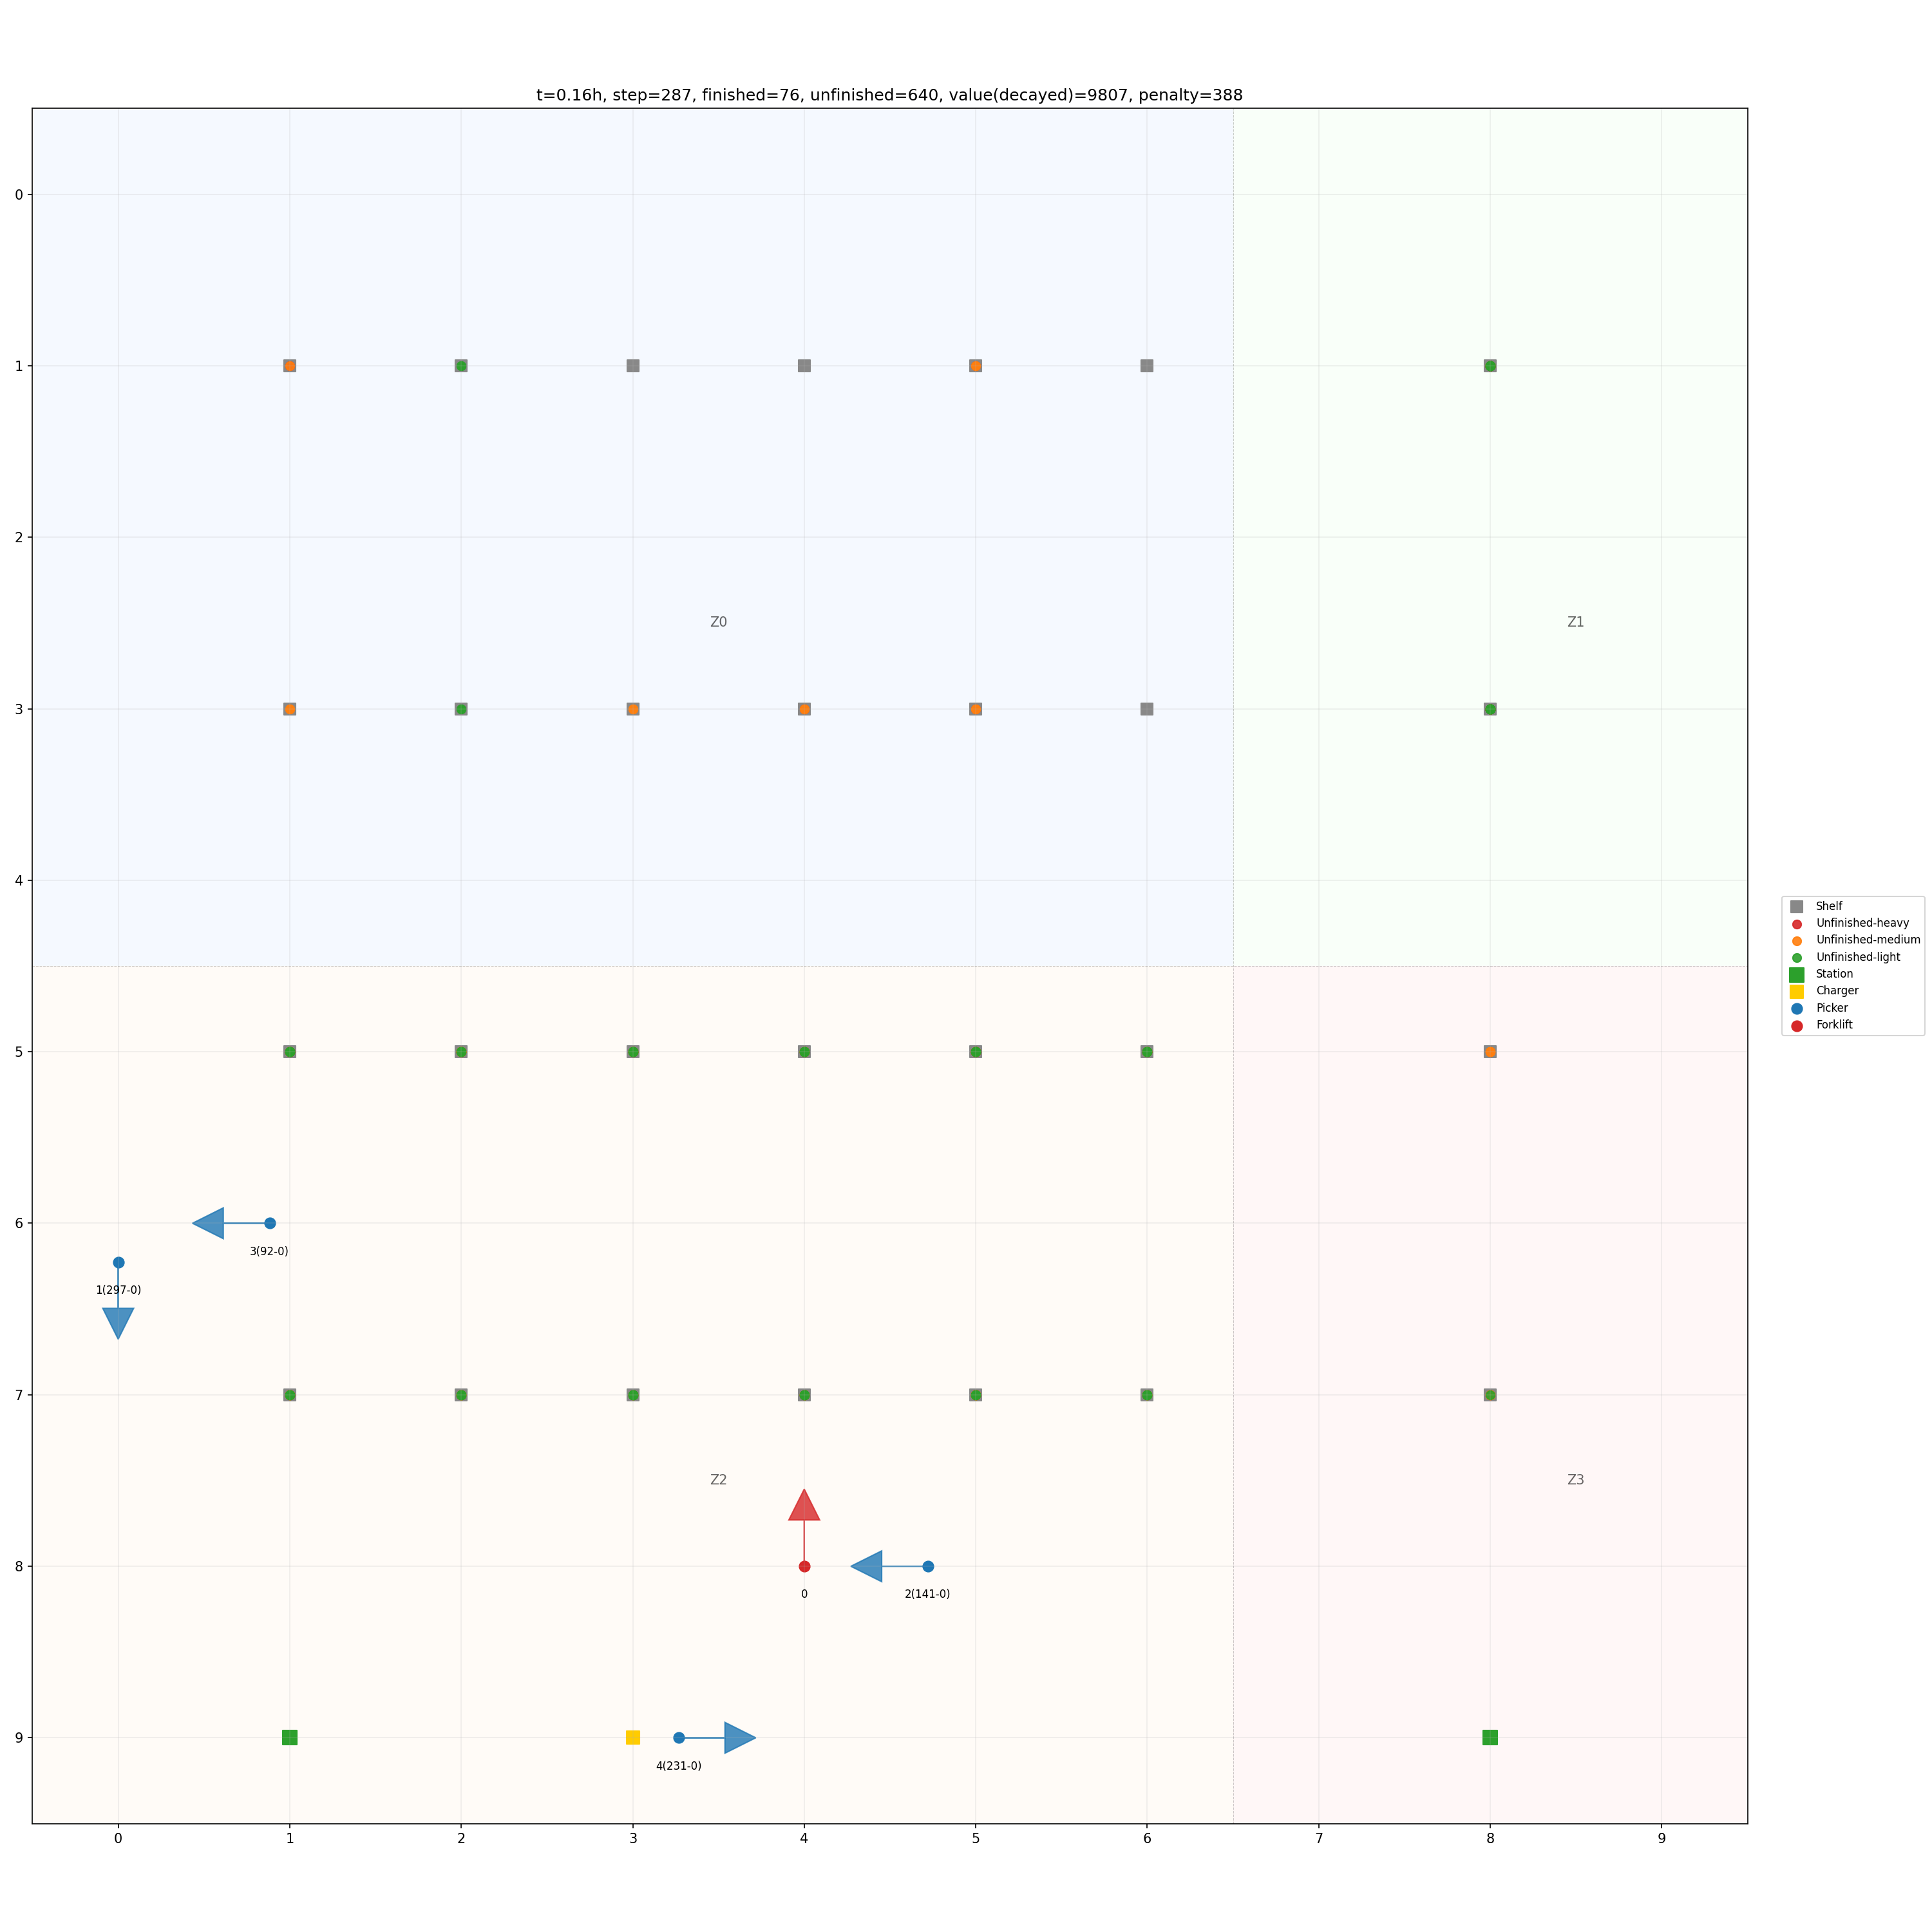 t=0.16h, step=287, finished=76, unfinished=640, value(decayed)=9807, penalty=388
0
1
2
Z0
Z1
3
4
Shelf
Unfinished-heavy
Unfinished-medium
Unfinished-light
Station
Charger
Picker
Forklift
5
6
3(92-0)
1(297-0)
7
Z2
Z3
8
0
2(141-0)
9
4(231-0)
0
1
2
3
4
5
6
7
8
9